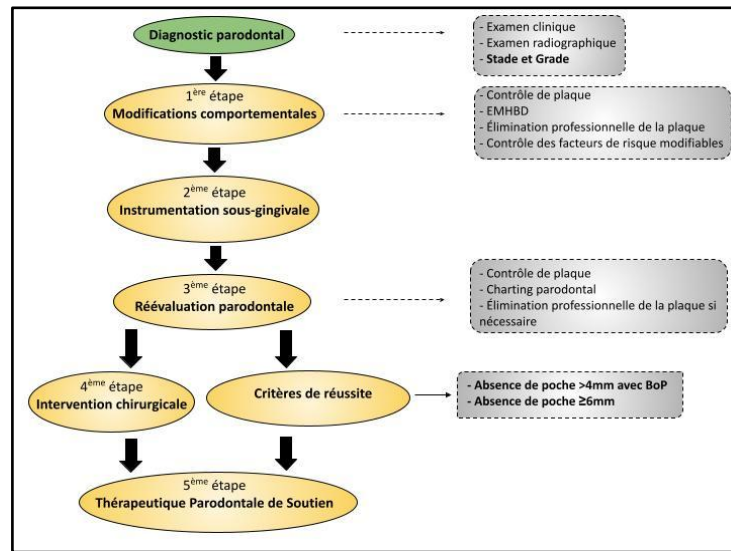 Diagnostic parodontal
- Examen clinique
- Examen radiographique
- Stade et Grade
1ère étape
Modifications comportementales
- Contrôle de plaque
- EMHBD
- Élimination professionnelle de la plaque
- Contrôle des facteurs de risque modifiables
2ème étape
Instrumentation sous-gingivale
3ème étape
Réévaluation parodontale
- Contrôle de plaque
- Charting parodontal
- Élimination professionnelle de la plaque si
nécessaire
4ème étape
Intervention chirurgicale
Critères de réussite
- Absence de poche >4mm avec BoP
- Absence de poche ≥6mm
5ème étape
Thérapeutique Parodontale de Soutien